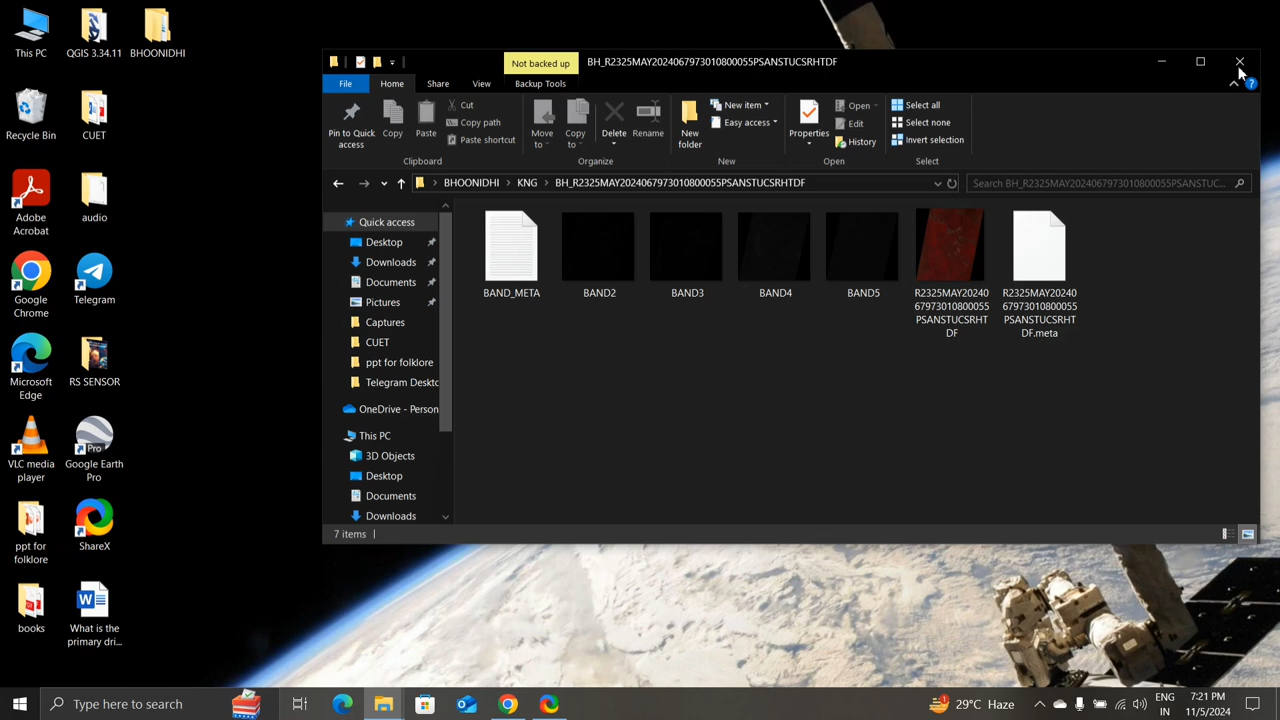 This PC
QGIS 3.34.11
BHOONIDHI
Recycle Bin
CUET
Adobe
Acrobat
audio
Google
Chrome
Telegram
Microsoft
Edge
RS SENSOR
VLC media
player
Pro
Google Earth
Pro
ppt for
folklore
ShareX
books
What is the
primary dri...
Not backed up
BH_R2325MAY2024067973010800055PSANSTUCSRHTDF
File
Home
Share
View
Backup Tools
Pin to Quick
access
Copy
Paste
Cut
Copy path
Paste shortcut
Clipboard
Move
to
Copy
to
Delete
Rename
Organize
New
folder
New item
Easy access
New
Properties
Open
Edit
History
Open
Select all
Select none
Invert selection
Select
BHOONIDHI > KNG > BH_R2325MAY2024067973010800055PSANSTUCSRHTDF
Search BH_R2325MAY2024067973010800055PSANSTUC...
Quick access
Desktop
Downloads
Documents
Pictures
Captures
CUET
ppt for folklore
Telegram Deskto
OneDrive - Person
This PC
3D Objects
Desktop
Documents
Downloads
BAND_META
BAND2
BAND3
BAND4
BAND5
R2325MAY20240
67973010800055
PSANSTUCSRHT
DF
R2325MAY20240
67973010800055
PSANSTUCSRHT
DF.meta
7 items
Type here to search
29°C Haze
ENG
IN
7:21 PM
11/5/2024